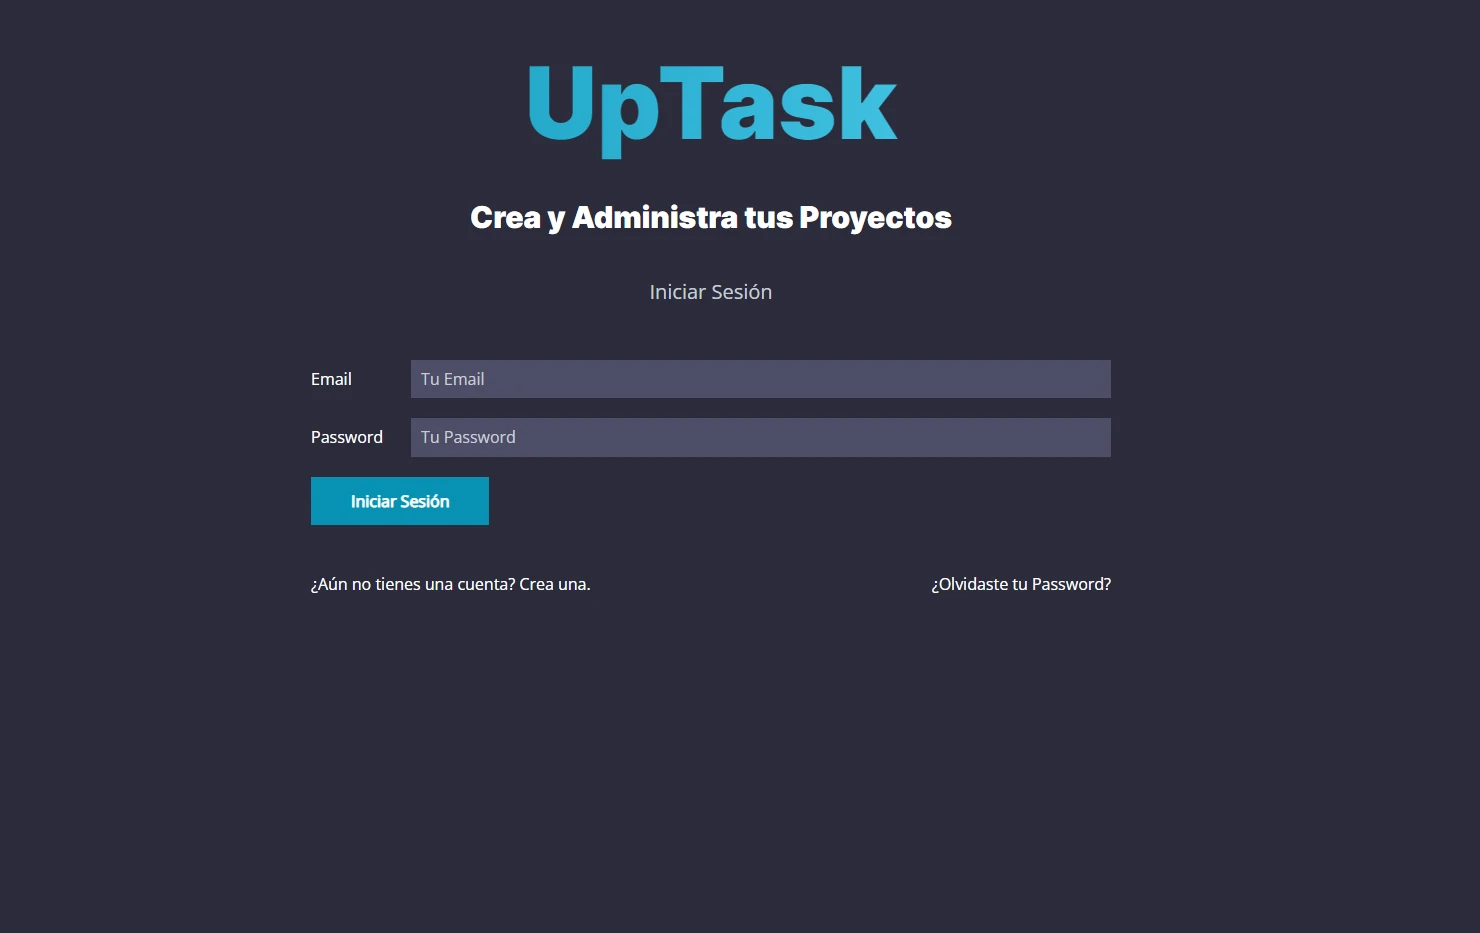 UpTask
Crea y Administra tus Proyectos
Iniciar Sesión
Email
Tu Email
Password
Tu Password
Iniciar Sesión
¿Aún no tienes una cuenta? Crea una.
¿Olvidaste tu Password?